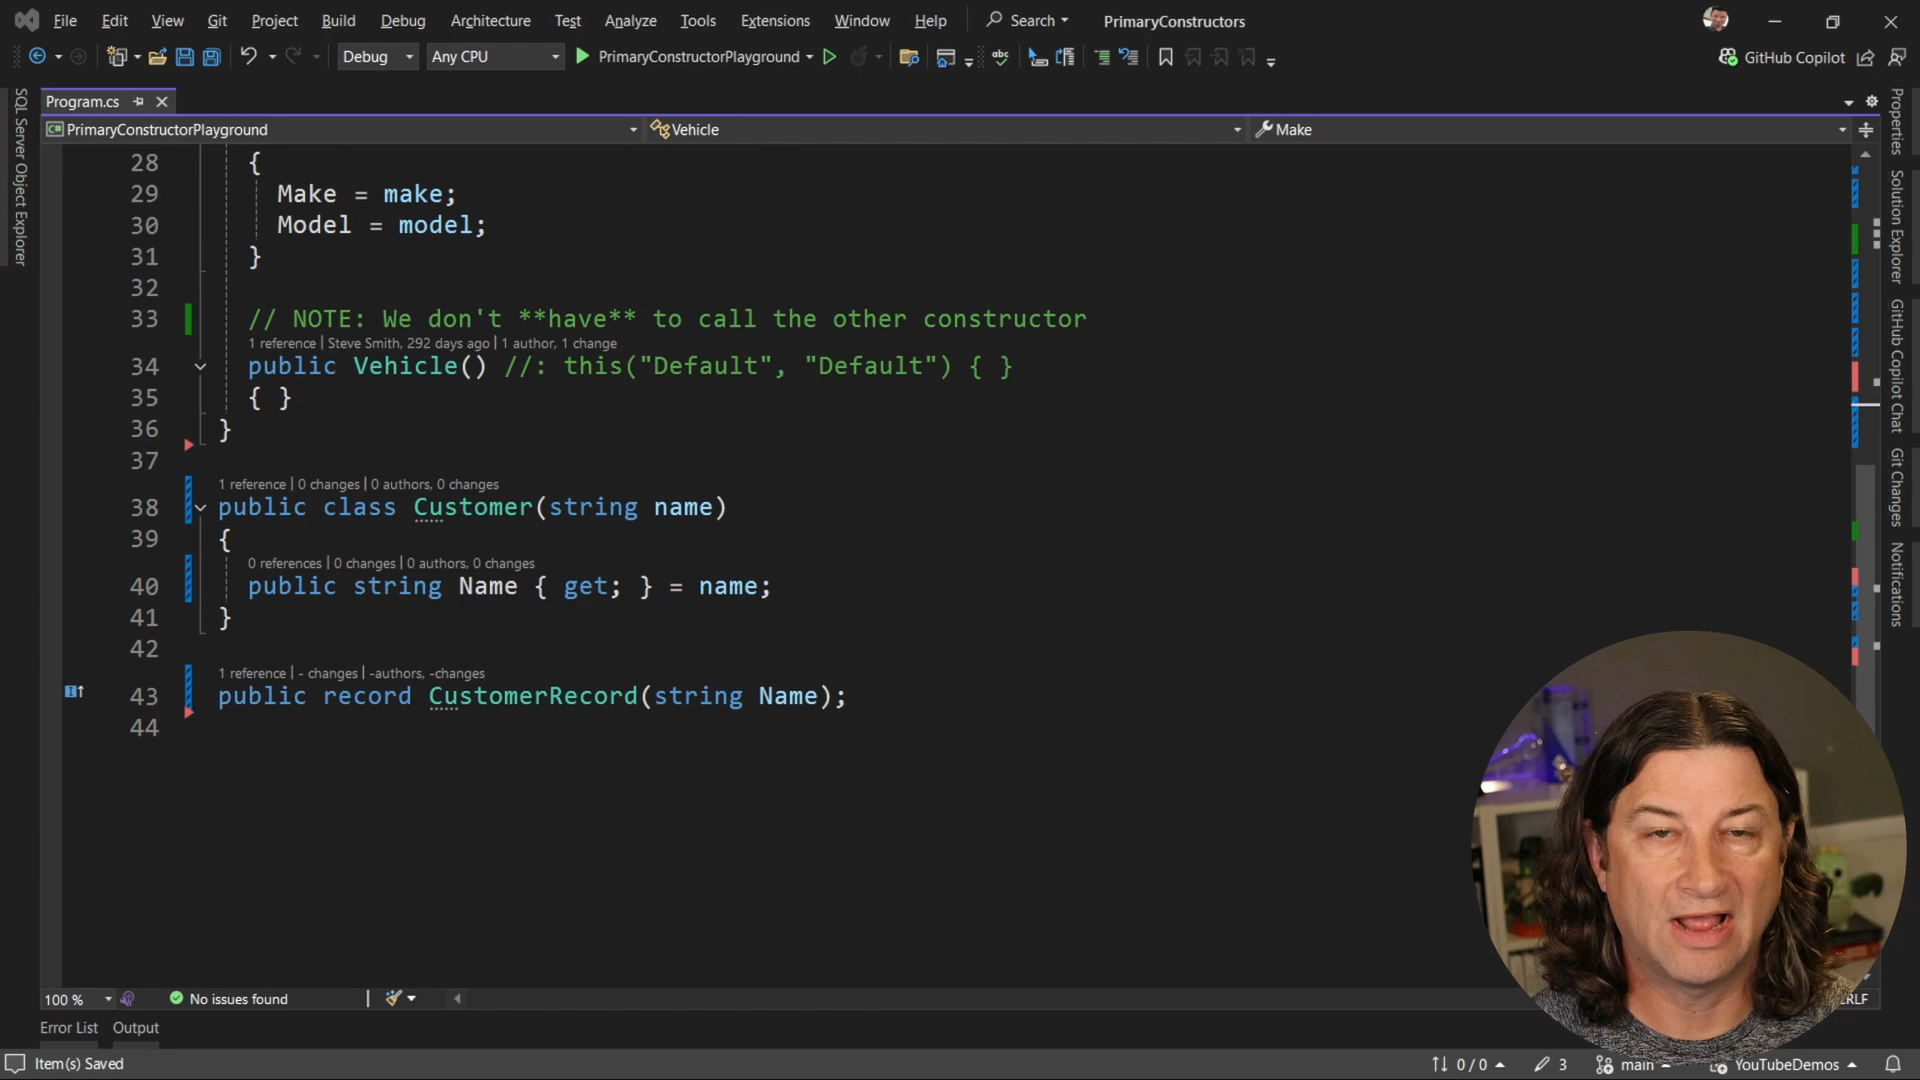 File Edit View Git Project Build Debug Architecture Test Analyze Tools Extensions Window Help Search PrimaryConstructors
Debug Any CPU PrimaryConstructorPlayground GitHub Copilot
Program.cs
PrimaryConstructorPlayground Vehicle Make
SQL Server Object Explorer
28 {
29 Make = make;
30 Model = model;
31 }
32
33 // NOTE: We don't **have** to call the other constructor
1 reference | Steve Smith, 292 days ago | 1 author, 1 change
34 public Vehicle() //: this("Default", "Default") { }
35 { }
36 }
37
1 reference | 0 changes | 0 authors, 0 changes
38 public class Customer(string name)
39 {
0 references | 0 changes | 0 authors, 0 changes
40 public string Name { get; } = name;
41 }
42
1 reference | - changes | -authors, -changes
43 public record CustomerRecord(string Name);
44
Properties
Solution Explorer
GitHub Copilot Chat
Git Changes
Notifications
100 % No issues found
Error List Output
Item(s) Saved 0 / 0 3 main YouTubeDemos